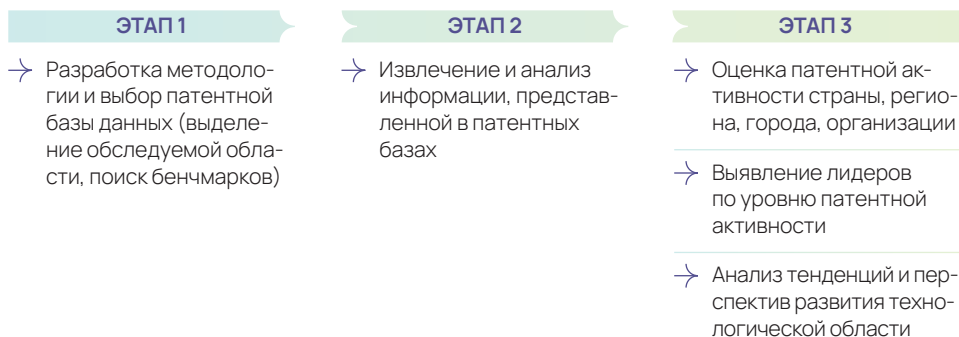 ЭТАП 1
Разработка методоло-
гии и выбор патентной
базы данных (выделе-
ние обследуемой обла-
сти, поиск бенчмарков)
ЭТАП 2
Извлечение и анализ
информации, представ-
ленной в патентных
базах
ЭТАП 3
Оценка патентной ак-
тивности страны, регио-
на, города, организации
Выявление лидеров
по уровню патентной
активности
Анализ тенденций и пер-
спектив развития техно-
логической области